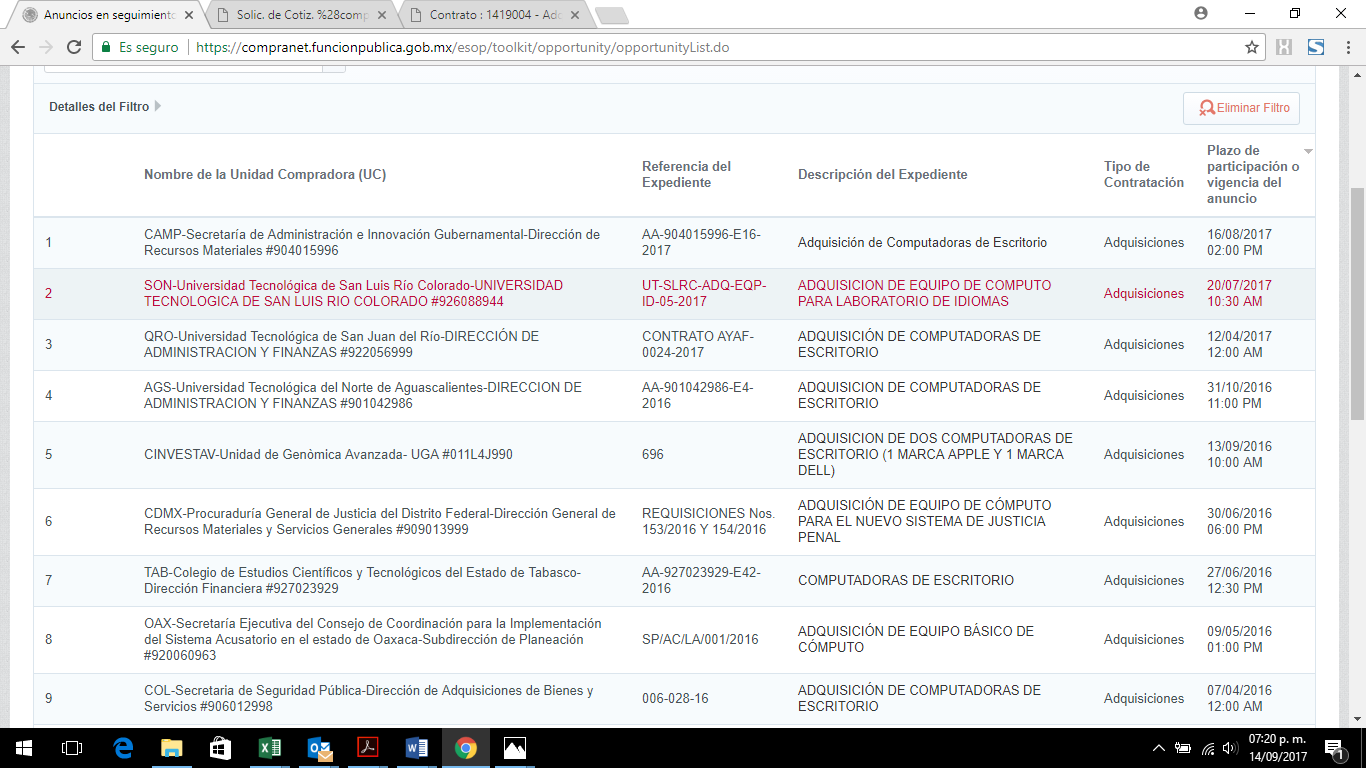 Anuncios en seguimiento
Solic. de Cotiz. %28comp
Contrato : 1419004 - Adq
Es seguro
https://compranet.funcionpublica.gob.mx/esop/toolkit/opportunity/opportunityList.do
Detalles del Filtro
Eliminar Filtro
Nombre de la Unidad Compradora (UC)
Referencia del
Expediente
Descripción del Expediente
Tipo de
Contratación
Plazo de
participación o
vigencia del
anuncio
1
CAMP-Secretaría de Administración e Innovación Gubernamental-Dirección de
Recursos Materiales #904015996
AA-904015996-E16-
2017
Adquisición de Computadoras de Escritorio
Adquisiciones
16/08/2017
02:00 PM
2
SON-Universidad Tecnológica de San Luis Río Colorado-UNIVERSIDAD
TECNOLOGICA DE SAN LUIS RIO COLORADO #926088944
UT-SLRC-ADQ-EQP-
ID-05-2017
ADQUISICION DE EQUIPO DE COMPUTO
PARA LABORATORIO DE IDIOMAS
Adquisiciones
20/07/2017
10:30 AM
3
QRO-Universidad Tecnológica de San Juan del Río-DIRECCIÓN DE
ADMINISTRACION Y FINANZAS #922056999
CONTRATO AYAF-
0024-2017
ADQUISICIÓN DE COMPUTADORAS DE
ESCRITORIO
Adquisiciones
12/04/2017
12:00 AM
4
AGS-Universidad Tecnológica del Norte de Aguascalientes-DIRECCION DE
ADMINISTRACION Y FINANZAS #901042986
AA-901042986-E4-
2016
ADQUISICION DE COMPUTADORAS DE
ESCRITORIO
Adquisiciones
31/10/2016
11:00 PM
5
CINVESTAV-Unidad de Genòmica Avanzada- UGA #011L4J990
696
ADQUISICION DE DOS COMPUTADORAS DE
ESCRITORIO (1 MARCA APPLE Y 1 MARCA
DELL)
Adquisiciones
13/09/2016
10:00 AM
6
CDMX-Procuraduría General de Justicia del Distrito Federal-Dirección General de
Recursos Materiales y Servicios Generales #909013999
REQUISICIONES Nos.
153/2016 Y 154/2016
ADQUISICIÓN DE EQUIPO DE CÓMPUTO
PARA EL NUEVO SISTEMA DE JUSTICIA
PENAL
Adquisiciones
30/06/2016
06:00 PM
7
TAB-Colegio de Estudios Científicos y Tecnológicos del Estado de Tabasco-
Dirección Financiera #927023929
AA-927023929-E42-
2016
COMPUTADORAS DE ESCRITORIO
Adquisiciones
27/06/2016
12:30 PM
8
OAX-Secretaría Ejecutiva del Consejo de Coordinación para la Implementación
del Sistema Acusatorio en el estado de Oaxaca-Subdirección de Planeación
#920060963
SP/AC/LA/001/2016
ADQUISICIÓN DE EQUIPO BÁSICO DE
CÓMPUTO
Adquisiciones
09/05/2016
01:00 PM
9
COL-Secretaria de Seguridad Pública-Dirección de Adquisiciones de Bienes y
Servicios #906012998
006-028-16
ADQUISICIÓN DE COMPUTADORAS DE
ESCRITORIO
Adquisiciones
07/04/2016
12:00 AM
07:20 p. m.
14/09/2017
1